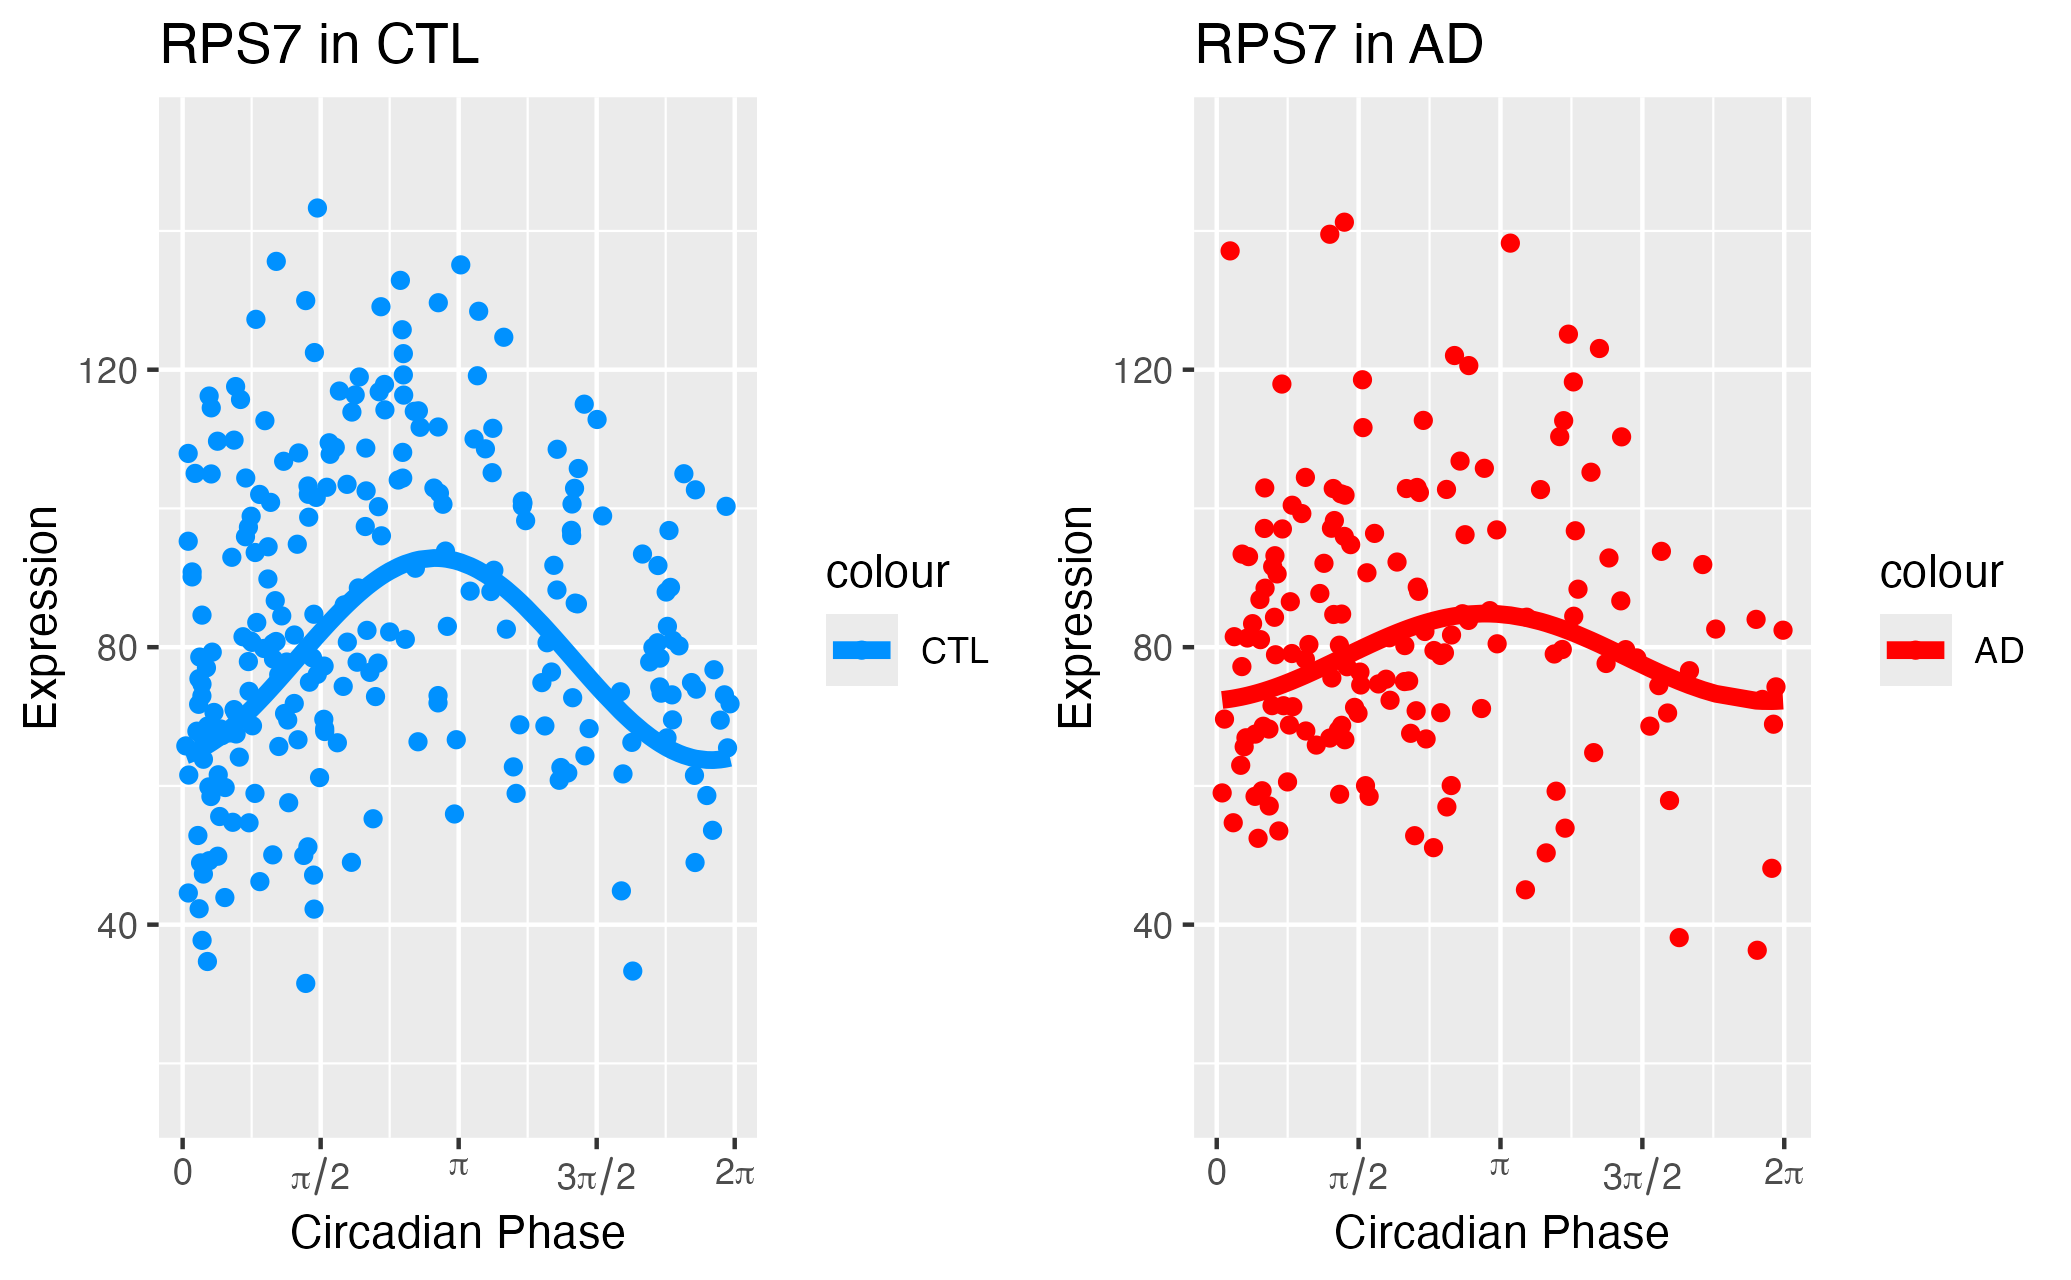 RPS7 in CTL
120
80
40
Expression
0
π/2
π
3π/2
2π
Circadian Phase
colour
CTL
RPS7 in AD
120
80
40
Expression
0
π/2
π
3π/2
2π
Circadian Phase
colour
AD